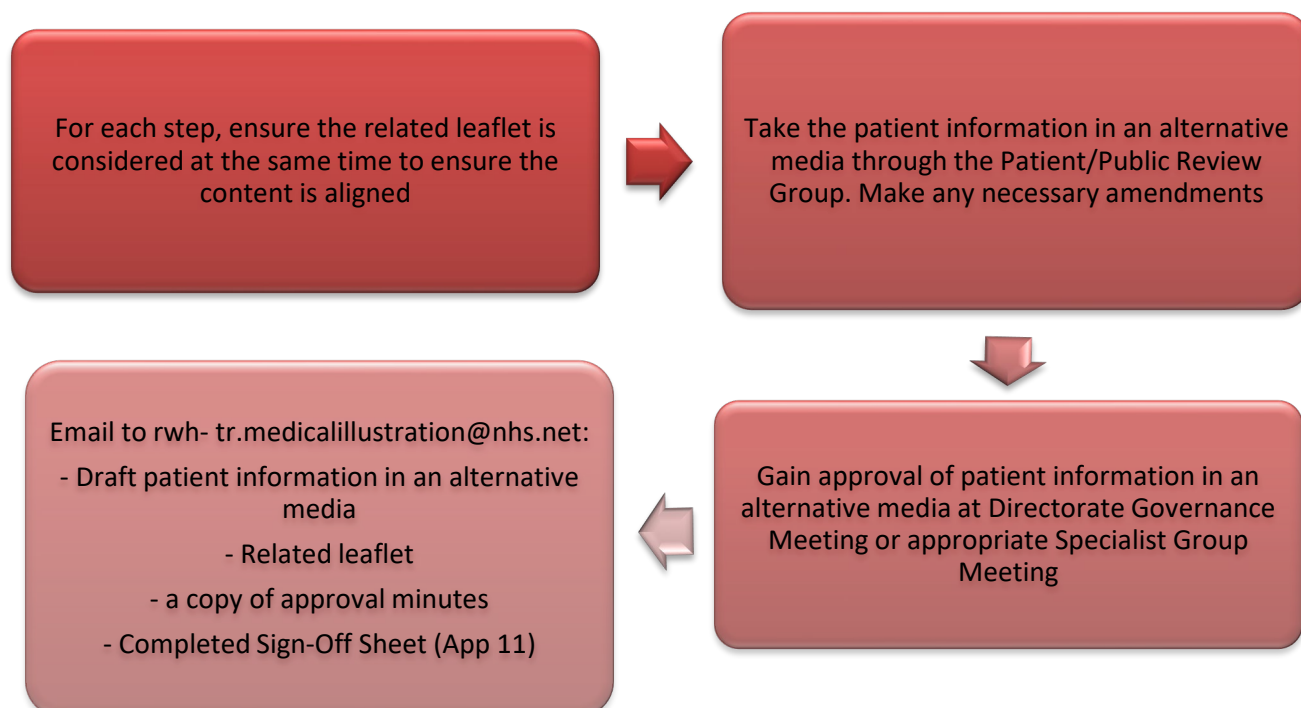 For each step, ensure the related leaflet is
considered at the same time to ensure the
content is aligned
Take the patient information in an alternative
media through the Patient/Public Review
Group. Make any necessary amendments
Gain approval of patient information in an
alternative media at Directorate Governance
Meeting or appropriate Specialist Group
Meeting
Email to rwh- tr.medicalillustration@nhs.net:
- Draft patient information in an alternative
media
- Related leaflet
- a copy of approval minutes
- Completed Sign-Off Sheet (App 11)